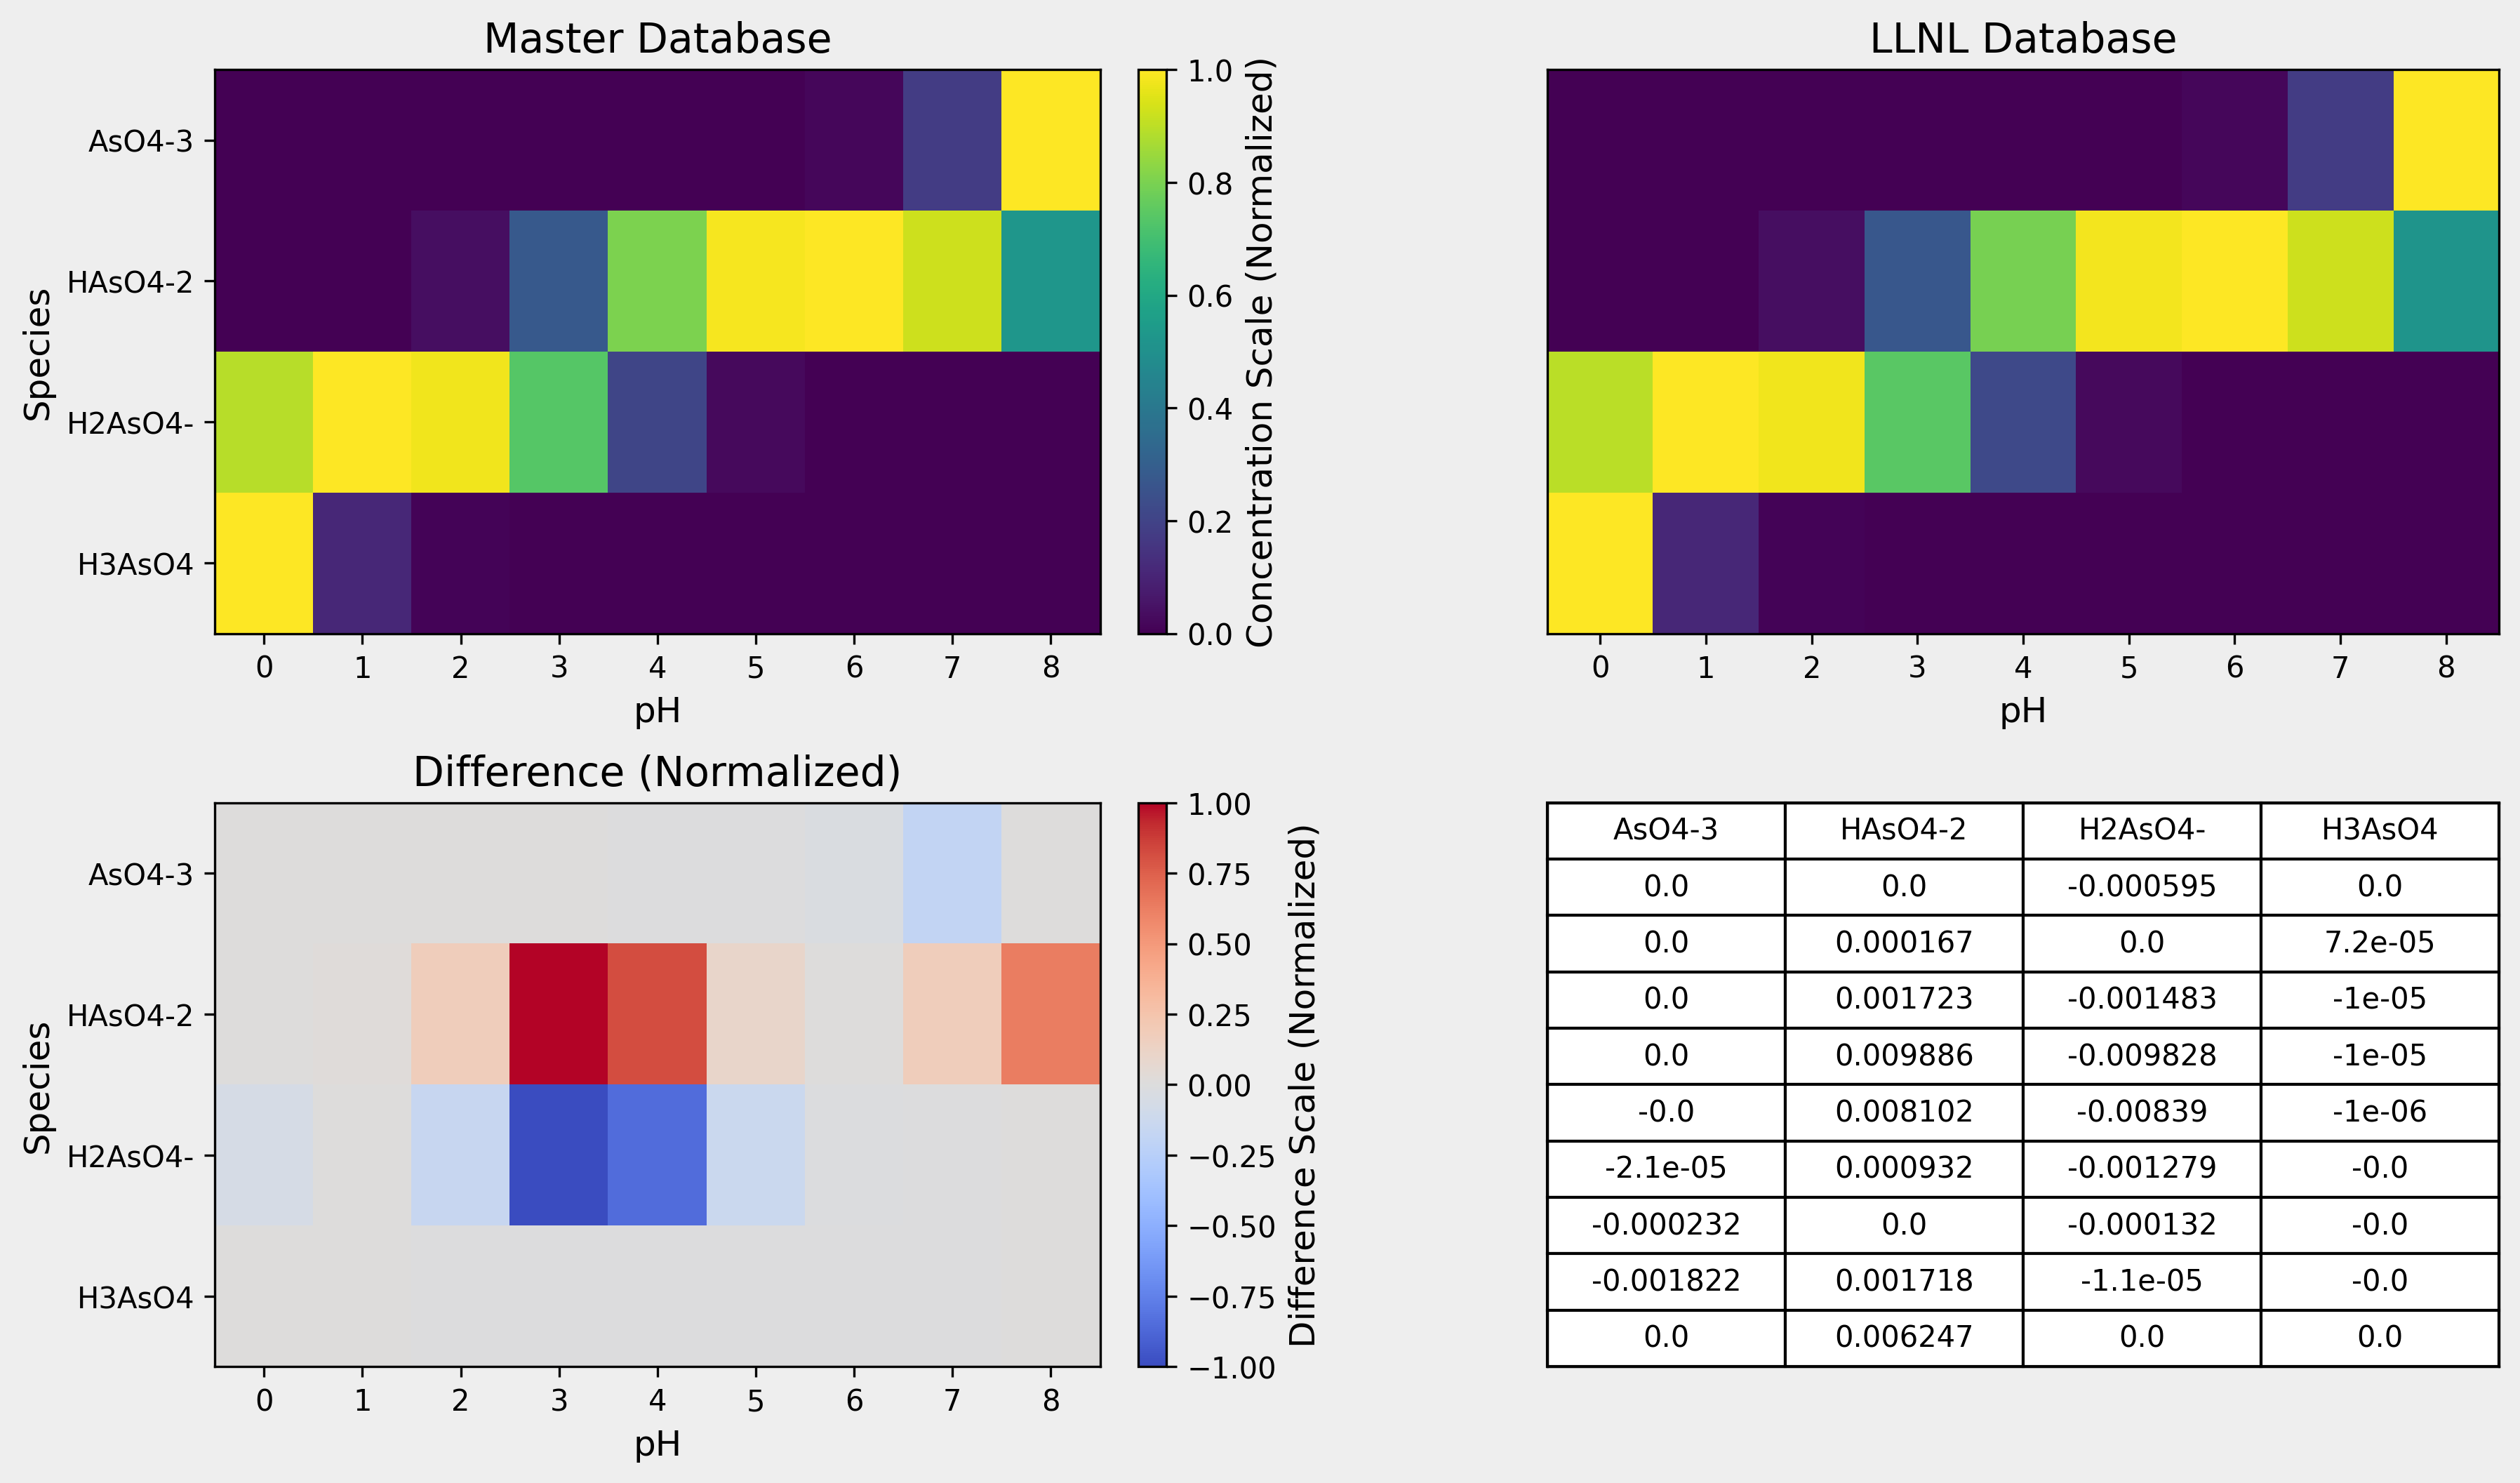 Master Database
AsO4-3
HAsO4-2
H2AsO4-
H3AsO4
Species
0 1 2 3 4 5 6 7 8
pH
1.0
0.8
0.6
0.4
0.2
0.0
Concentration Scale (Normalized)
LLNL Database
0 1 2 3 4 5 6 7 8
pH
Difference (Normalized)
AsO4-3
HAsO4-2
H2AsO4-
H3AsO4
Species
0 1 2 3 4 5 6 7 8
pH
1.00
0.75
0.50
0.25
0.00
−0.25
−0.50
−0.75
−1.00
Difference Scale (Normalized)
AsO4-3 HAsO4-2 H2AsO4- H3AsO4
0.0 0.0 -0.000595 0.0
0.0 0.000167 0.0 7.2e-05
0.0 0.001723 -0.001483 -1e-05
0.0 0.009886 -0.009828 -1e-05
-0.0 0.008102 -0.00839 -1e-06
-2.1e-05 0.000932 -0.001279 -0.0
-0.000232 0.0 -0.000132 -0.0
-0.001822 0.001718 -1.1e-05 -0.0
0.0 0.006247 0.0 0.0